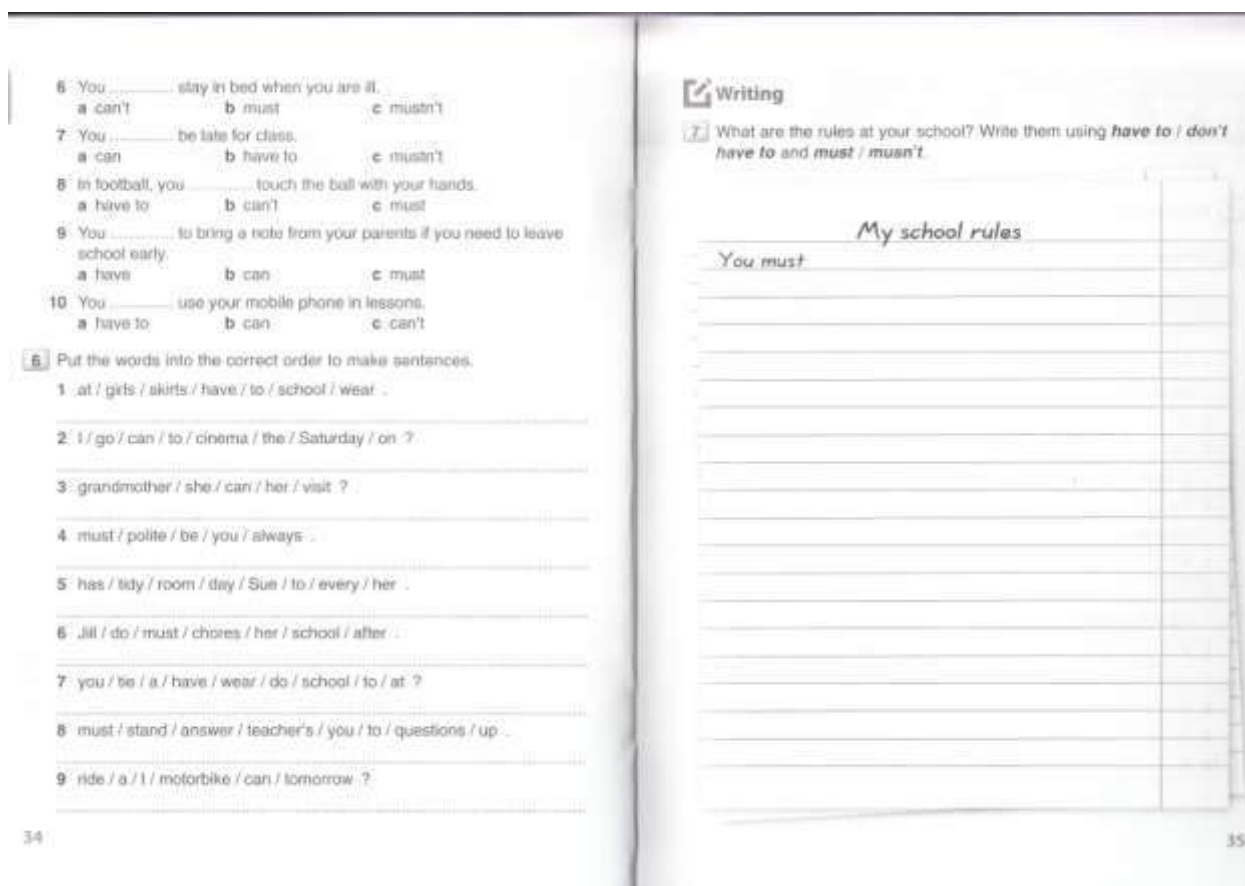 6 You ............ stay in bed when you are ill.
a can't b must c mustn't
7 You ............ be late for class.
a can b have to c mustn't
8 In football, you ............ touch the ball with your hands.
a have to b can't c must
9 You ............ to bring a note from your parents if you need to leave
school early.
a have b can c must
10 You ............ use your mobile phone in lessons.
a have to b can c can't
6 Put the words into the correct order to make sentences.
1 at / girls / skirts / have / to / school / wear .
2 I / go / can / to / cinema / the / Saturday / on ?
3 grandmother / she / can / her / visit ?
4 must / polite / be / you / always .
5 has / tidy / room / day / Sue / to / every / her .
6 Jill / do / must / chores / her / school / after .
7 you / tie / a / have / wear / do / school / to / at ?
8 must / stand / answer / teacher's / you / to / questions / up .
9 ride / a / I / motorbike / can / tomorrow ?
34
Writing
7 What are the rules at your school? Write them using have to / don't
have to and must / musn't.
My school rules
You must
35